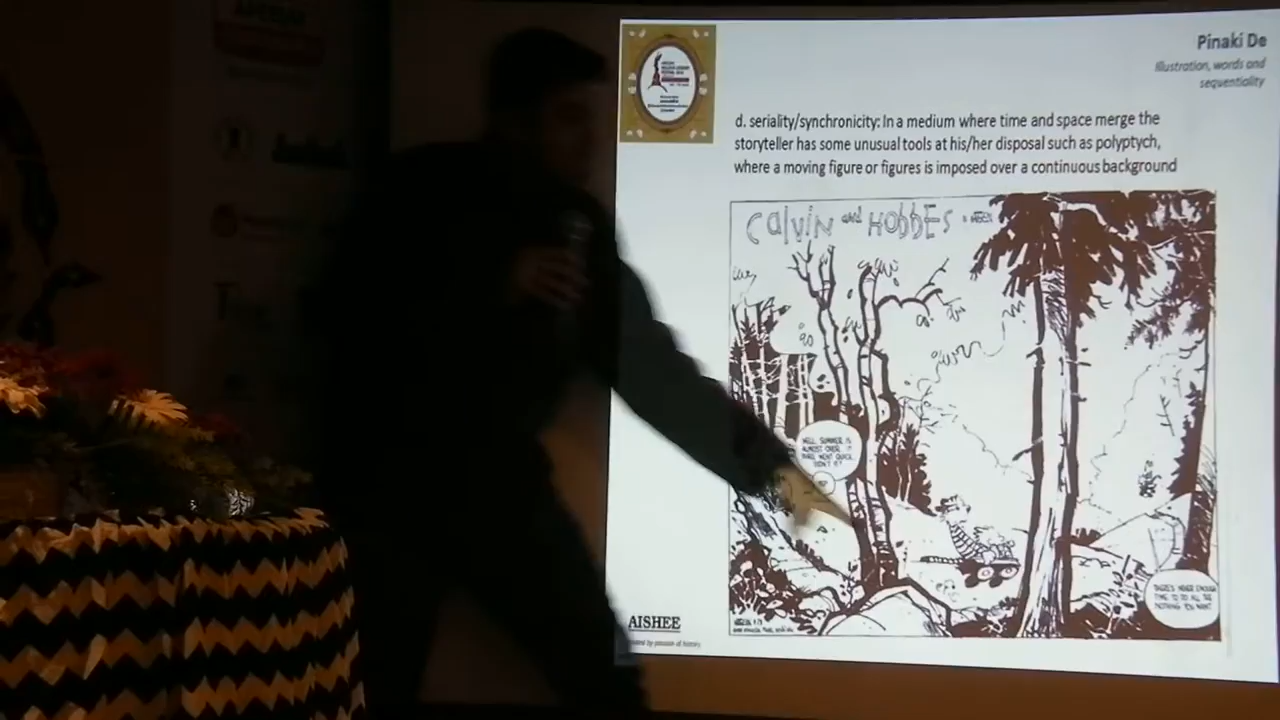 Pinaki De
Illustration, words and
sequentiality
d. seriality/synchronicity: In a medium where time and space merge the
storyteller has some unusual tools at his/her disposal such as polyptych,
where a moving figure or figures is imposed over a continuous background
Calvin and HobbEs
WELL, SUMMER IS
ALMOST OVER. IT
SURE WENT QUICK,
DIDN'T IT?
THERE'S NEVER ENOUGH
TIME TO DO ALL THE
NOTHING YOU WANT.
AISHEE